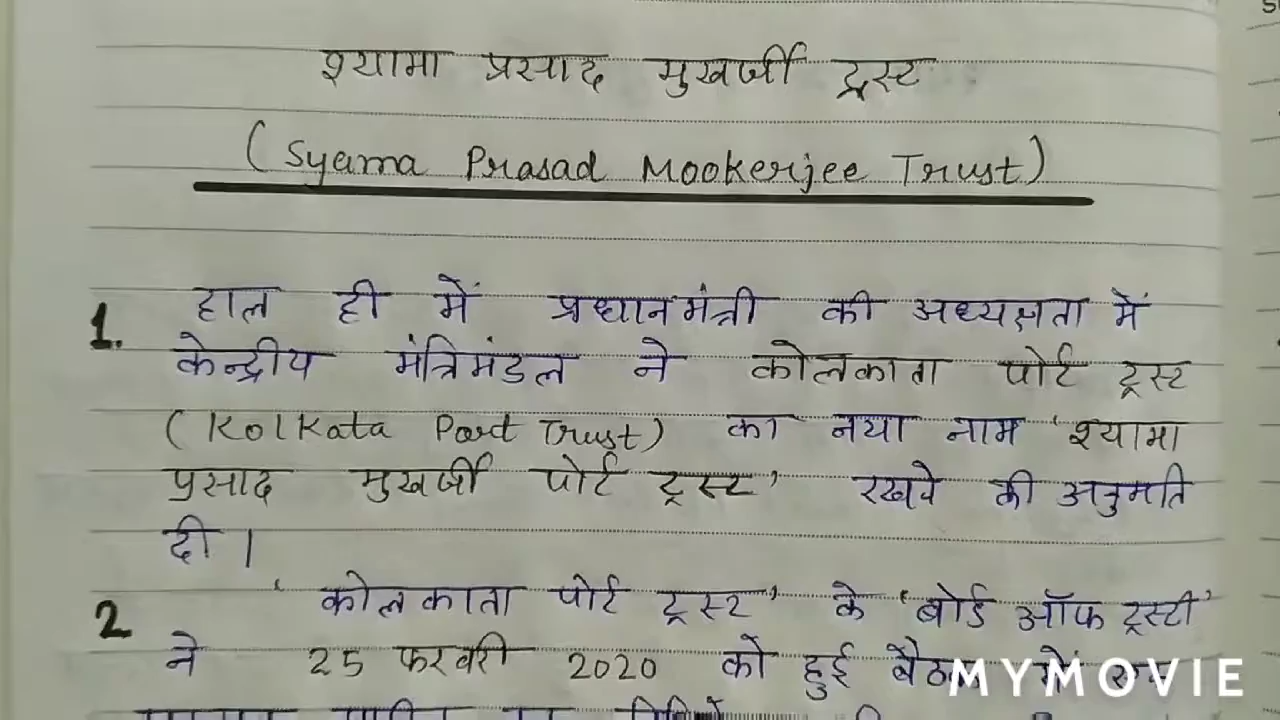 श्यामा प्रसाद मुखर्जी ट्रस्ट
(Syama Prasad Mookerjee Trust)
1. हाल ही में प्रधानमंत्री की अध्यक्षता में
केन्द्रीय मंत्रिमंडल ने कोलकाता पोर्ट ट्रस्ट
(Kolkata Port Trust) का नया नाम 'श्यामा
प्रसाद मुखर्जी पोर्ट ट्रस्ट' रखने की अनुमति
दी ।
2 'कोलकाता पोर्ट ट्रस्ट' के 'बोर्ड ऑफ ट्रस्टी'
ने 25 फरवरी 2020 को हुई बैठक में
MYMOVIE